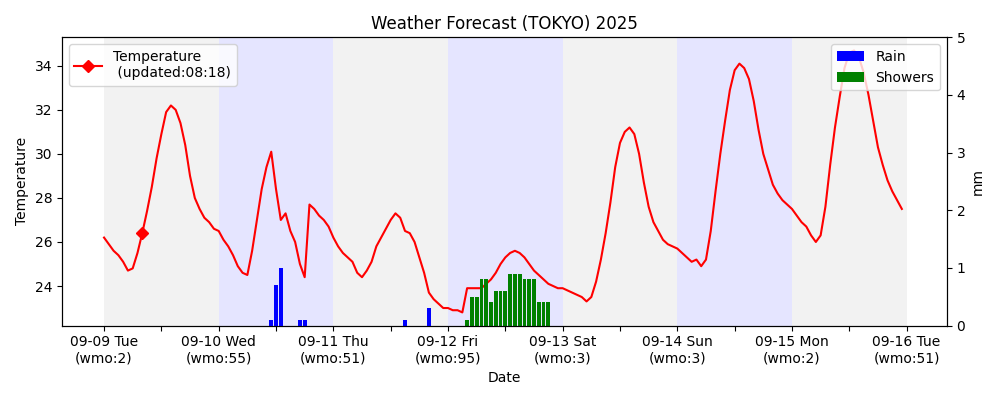 Weather Forecast (TOKYO) 2025
Temperature
(updated:08:18)
Rain
Showers
Temperature
34
32
30
28
26
24
5
4
3
2
1
0
mm
09-09 Tue
(wmo:2)
09-10 Wed
(wmo:55)
09-11 Thu
(wmo:51)
09-12 Fri
(wmo:95)
09-13 Sat
(wmo:3)
09-14 Sun
(wmo:3)
09-15 Mon
(wmo:2)
09-16 Tue
(wmo:51)
Date